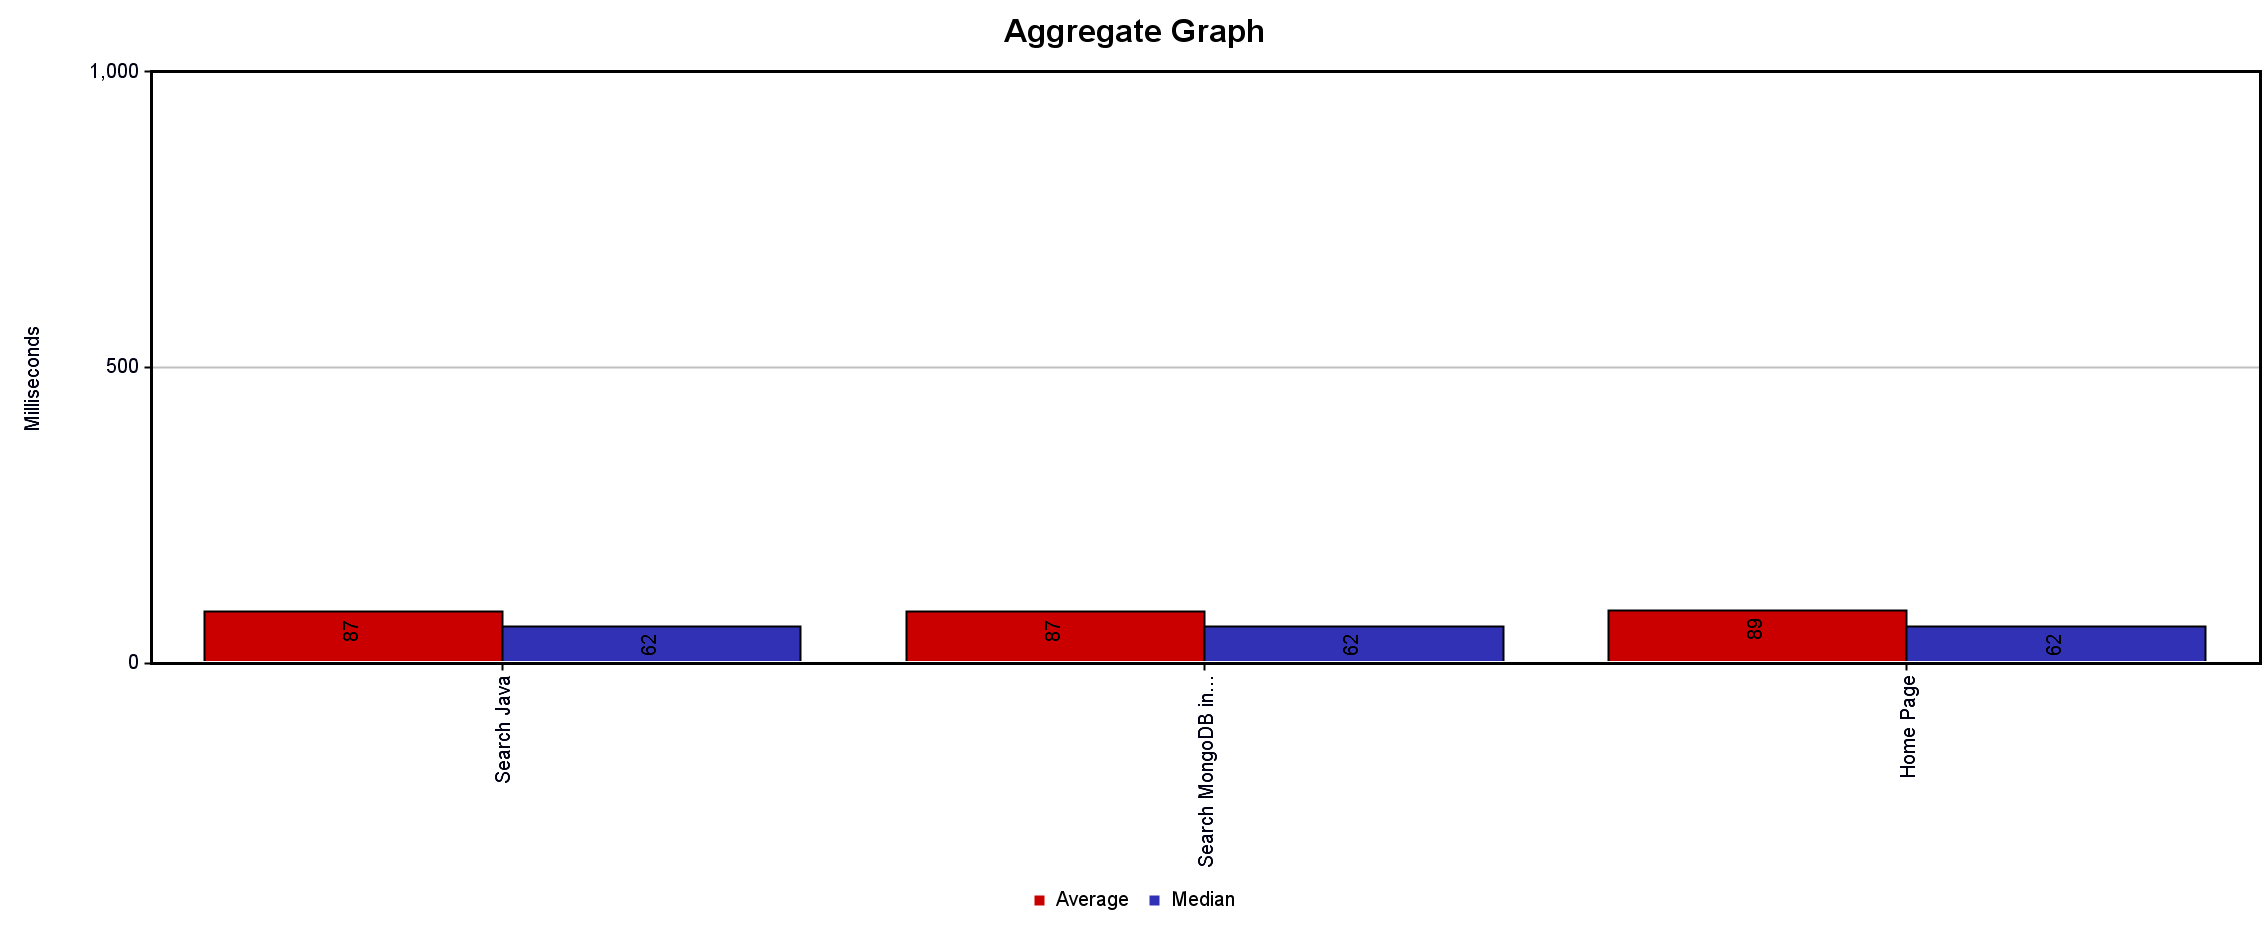 Aggregate Graph
1,000
500
0
Milliseconds
87
62
87
62
89
62
Search Java
Search MongoDB in...
Home Page
Average
Median